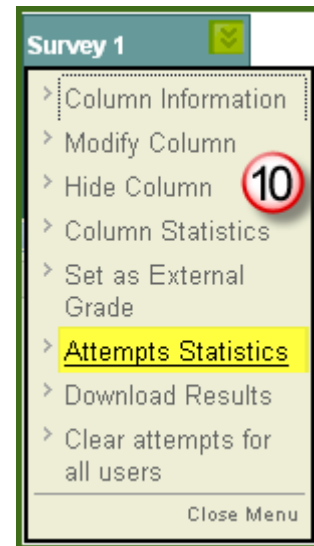 Survey 1
Column Information
Modify Column
Hide Column
10
Column Statistics
Set as External
Grade
Attempts Statistics
Download Results
Clear attempts for
all users
Close Menu